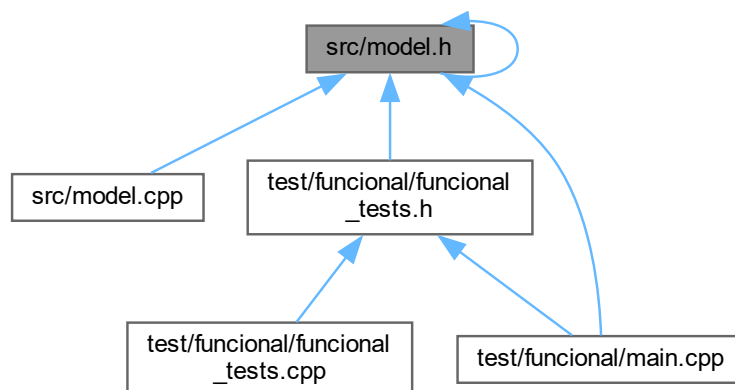 src/model.h
src/model.cpp
test/funcional/funcional
_tests.h
test/funcional/funcional
_tests.cpp
test/funcional/main.cpp